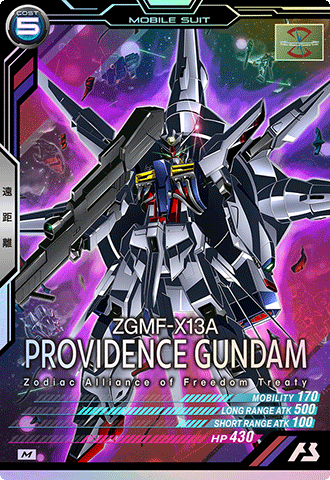 COST
5
MOBILE SUIT
遠距離
ZGMF-X13A
PROVIDENCE GUNDAM
Zodiac Alliance of Freedom Treaty
MOBILITY 170
LONG RANGE ATK 500
SHORT RANGE ATK 100
HP 430
M